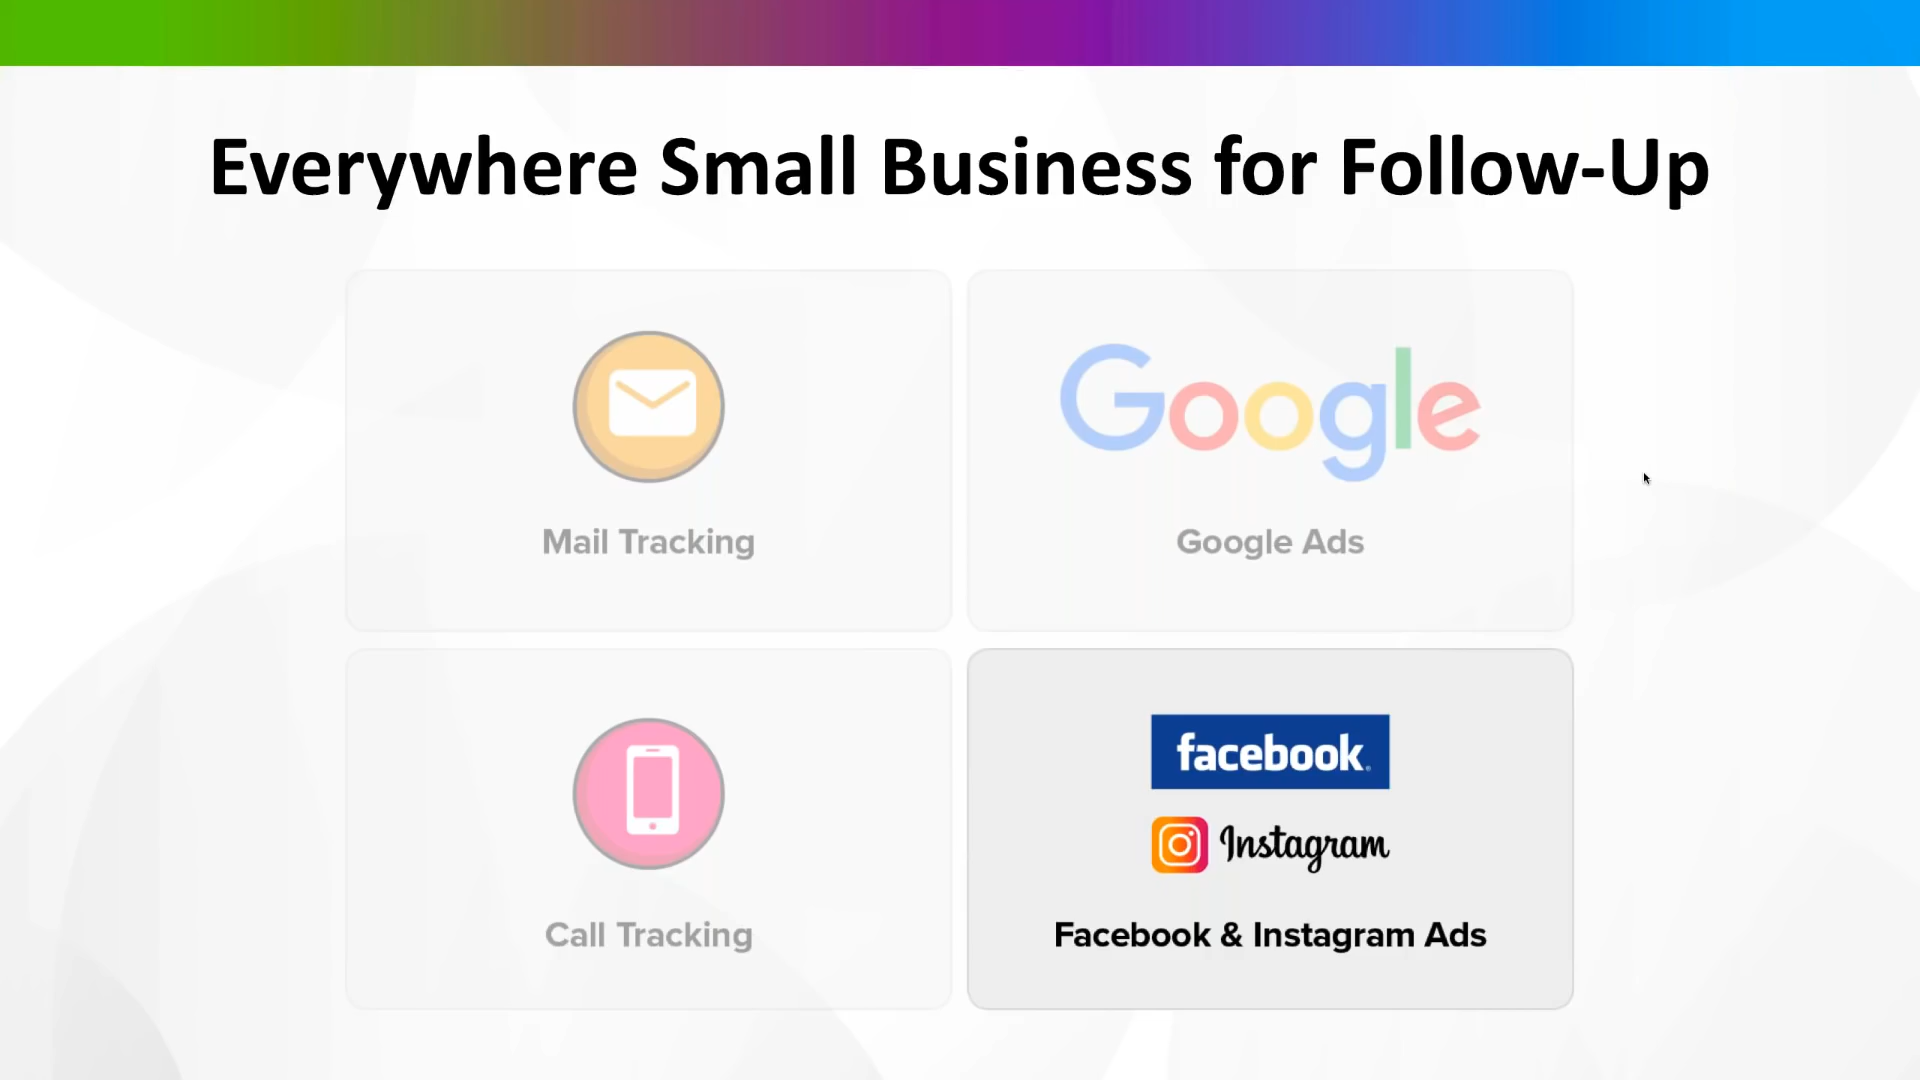 Everywhere Small Business for Follow-Up
Google
Mail Tracking
Google Ads
facebook
Instagram
Call Tracking
Facebook & Instagram Ads